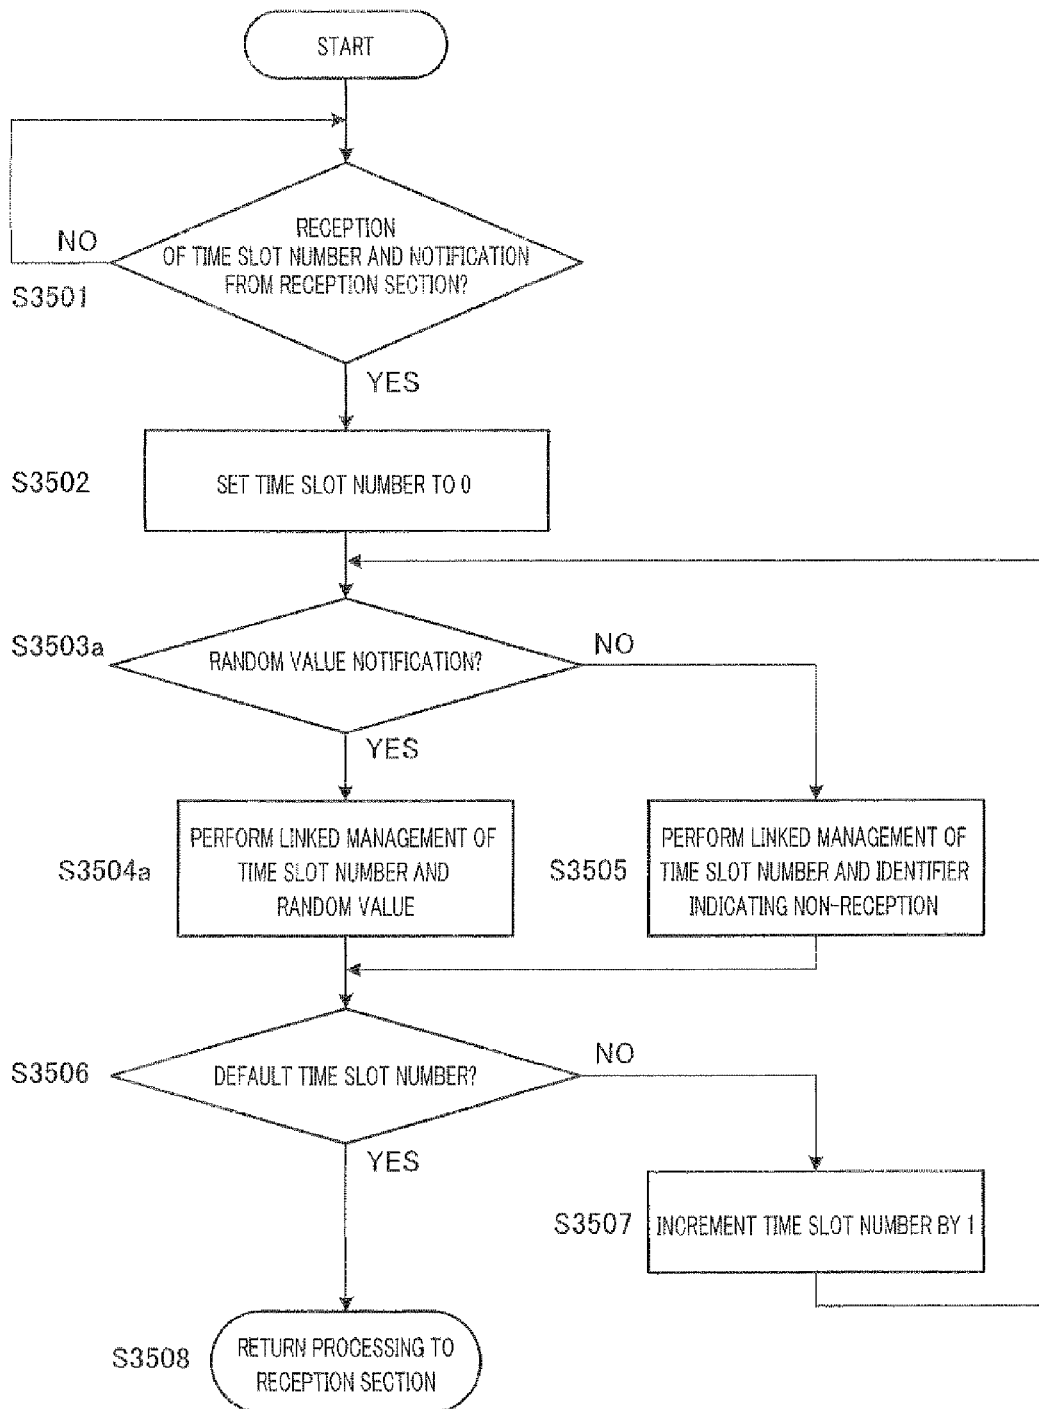 START
RECEPTION
OF TIME SLOT NUMBER AND NOTIFICATION
FROM RECEPTION SECTION?
NO
S3501
YES
S3502
SET TIME SLOT NUMBER TO 0
S3503a
RANDOM VALUE NOTIFICATION?
NO
YES
S3504a
PERFORM LINKED MANAGEMENT OF
TIME SLOT NUMBER AND
RANDOM VALUE
S3505
PERFORM LINKED MANAGEMENT OF
TIME SLOT NUMBER AND IDENTIFIER
INDICATING NON-RECEPTION
S3506
DEFAULT TIME SLOT NUMBER?
NO
YES
S3507
INCREMENT TIME SLOT NUMBER BY 1
S3508
RETURN PROCESSING TO
RECEPTION SECTION